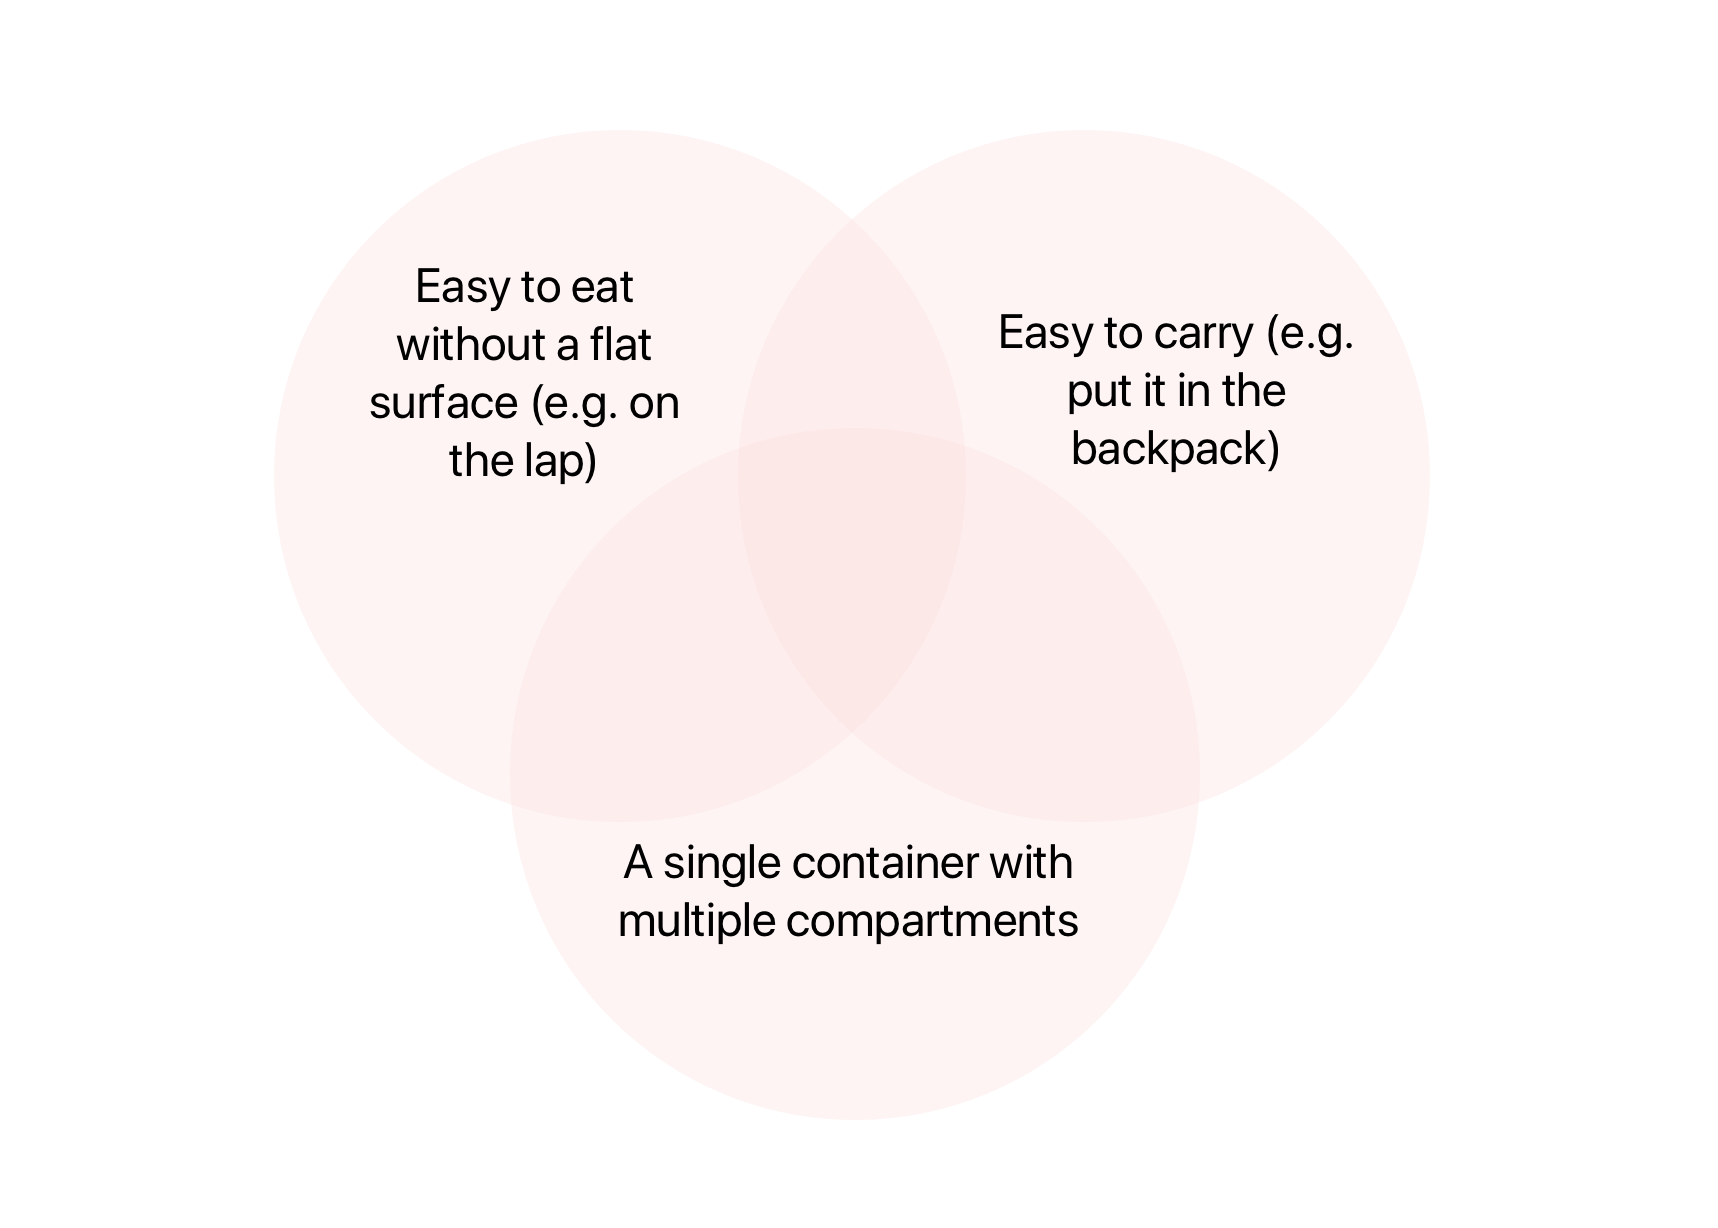 Easy to eat
without a flat
surface (e.g. on
the lap)
Easy to carry (e.g.
put it in the
backpack)
A single container with
multiple compartments